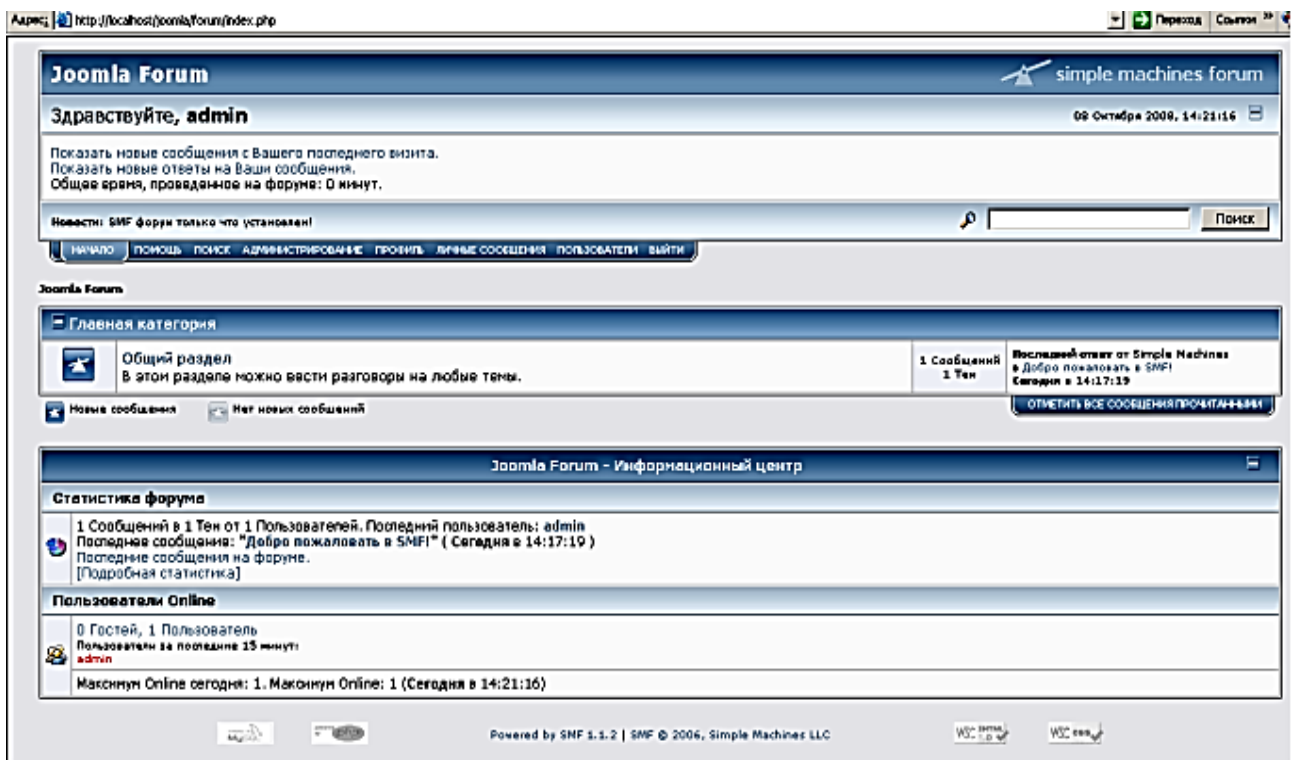 Адрес: http://localhost/joomla/forum/index.php Переход Ссылки »
Joomla Forum simple machines forum
Здравствуйте, admin 08 Октября 2008, 14:21:16
Показать новые сообщения с Вашего последнего визита.
Показать новые ответы на Ваши сообщения.
Общее время, проведенное на форуме: 0 минут.
Новости: SMF форум только что установлен! Поиск
НАЧАЛО ПОМОЩЬ ПОИСК АДМИНИСТРИРОВАНИЕ ПРОФИЛЬ ЛИЧНЫЕ СООБЩЕНИЯ ПОЛЬЗОВАТЕЛИ ВЫЙТИ
Joomla Forum
Главная категория
Общий раздел
В этом разделе можно вести разговоры на любые темы.
1 Сообщений
1 Тем
Последний ответ от Simple Machines
в Добро пожаловать в SMF!
Сегодня в 14:17:19
Новые сообщения Нет новых сообщений
ОТМЕТИТЬ ВСЕ СООБЩЕНИЯ ПРОЧИТАННЫМИ
Joomla Forum - Информационный центр
Статистика форума
1 Сообщений в 1 Тем от 1 Пользователей. Последний пользователь: admin
Последнее сообщение: "Добро пожаловать в SMF!" ( Сегодня в 14:17:19 )
Последние сообщения на форуме.
[Подробная статистика]
Пользователи Online
0 Гостей, 1 Пользователь
Пользователи за последние 15 минут:
admin
Максимум Online сегодня: 1. Максимум Online: 1 (Сегодня в 14:21:16)
Powered by SMF 1.1.2 | SMF © 2006, Simple Machines LLC